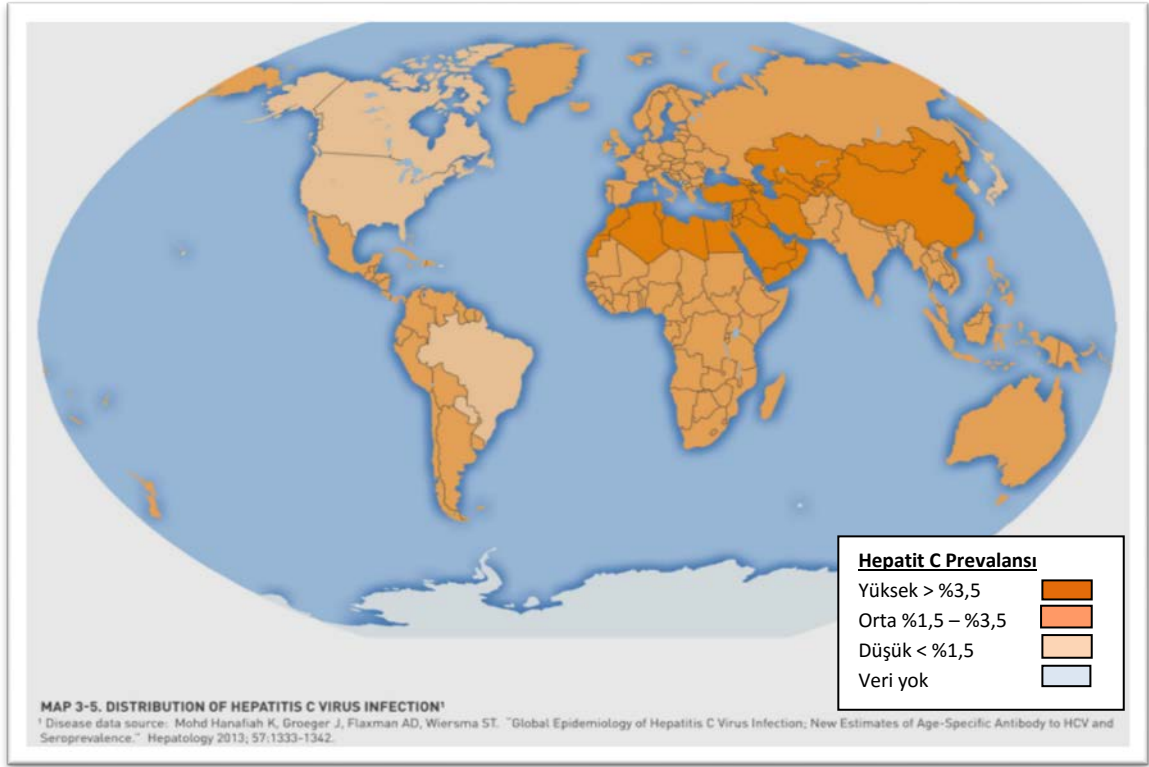 Hepatit C Prevalansı
Yüksek > %3,5
Orta %1,5 – %3,5
Düşük < %1,5
Veri yok
MAP 3-5. DISTRIBUTION OF HEPATITIS C VIRUS INFECTION¹
¹ Disease data source: Mohd Hanafiah K, Groeger J, Flaxman AD, Wiersma ST. "Global Epidemiology of Hepatitis C Virus Infection; New Estimates of Age-Specific Antibody to HCV and
Seroprevalence." Hepatology 2013; 57:1333-1342.